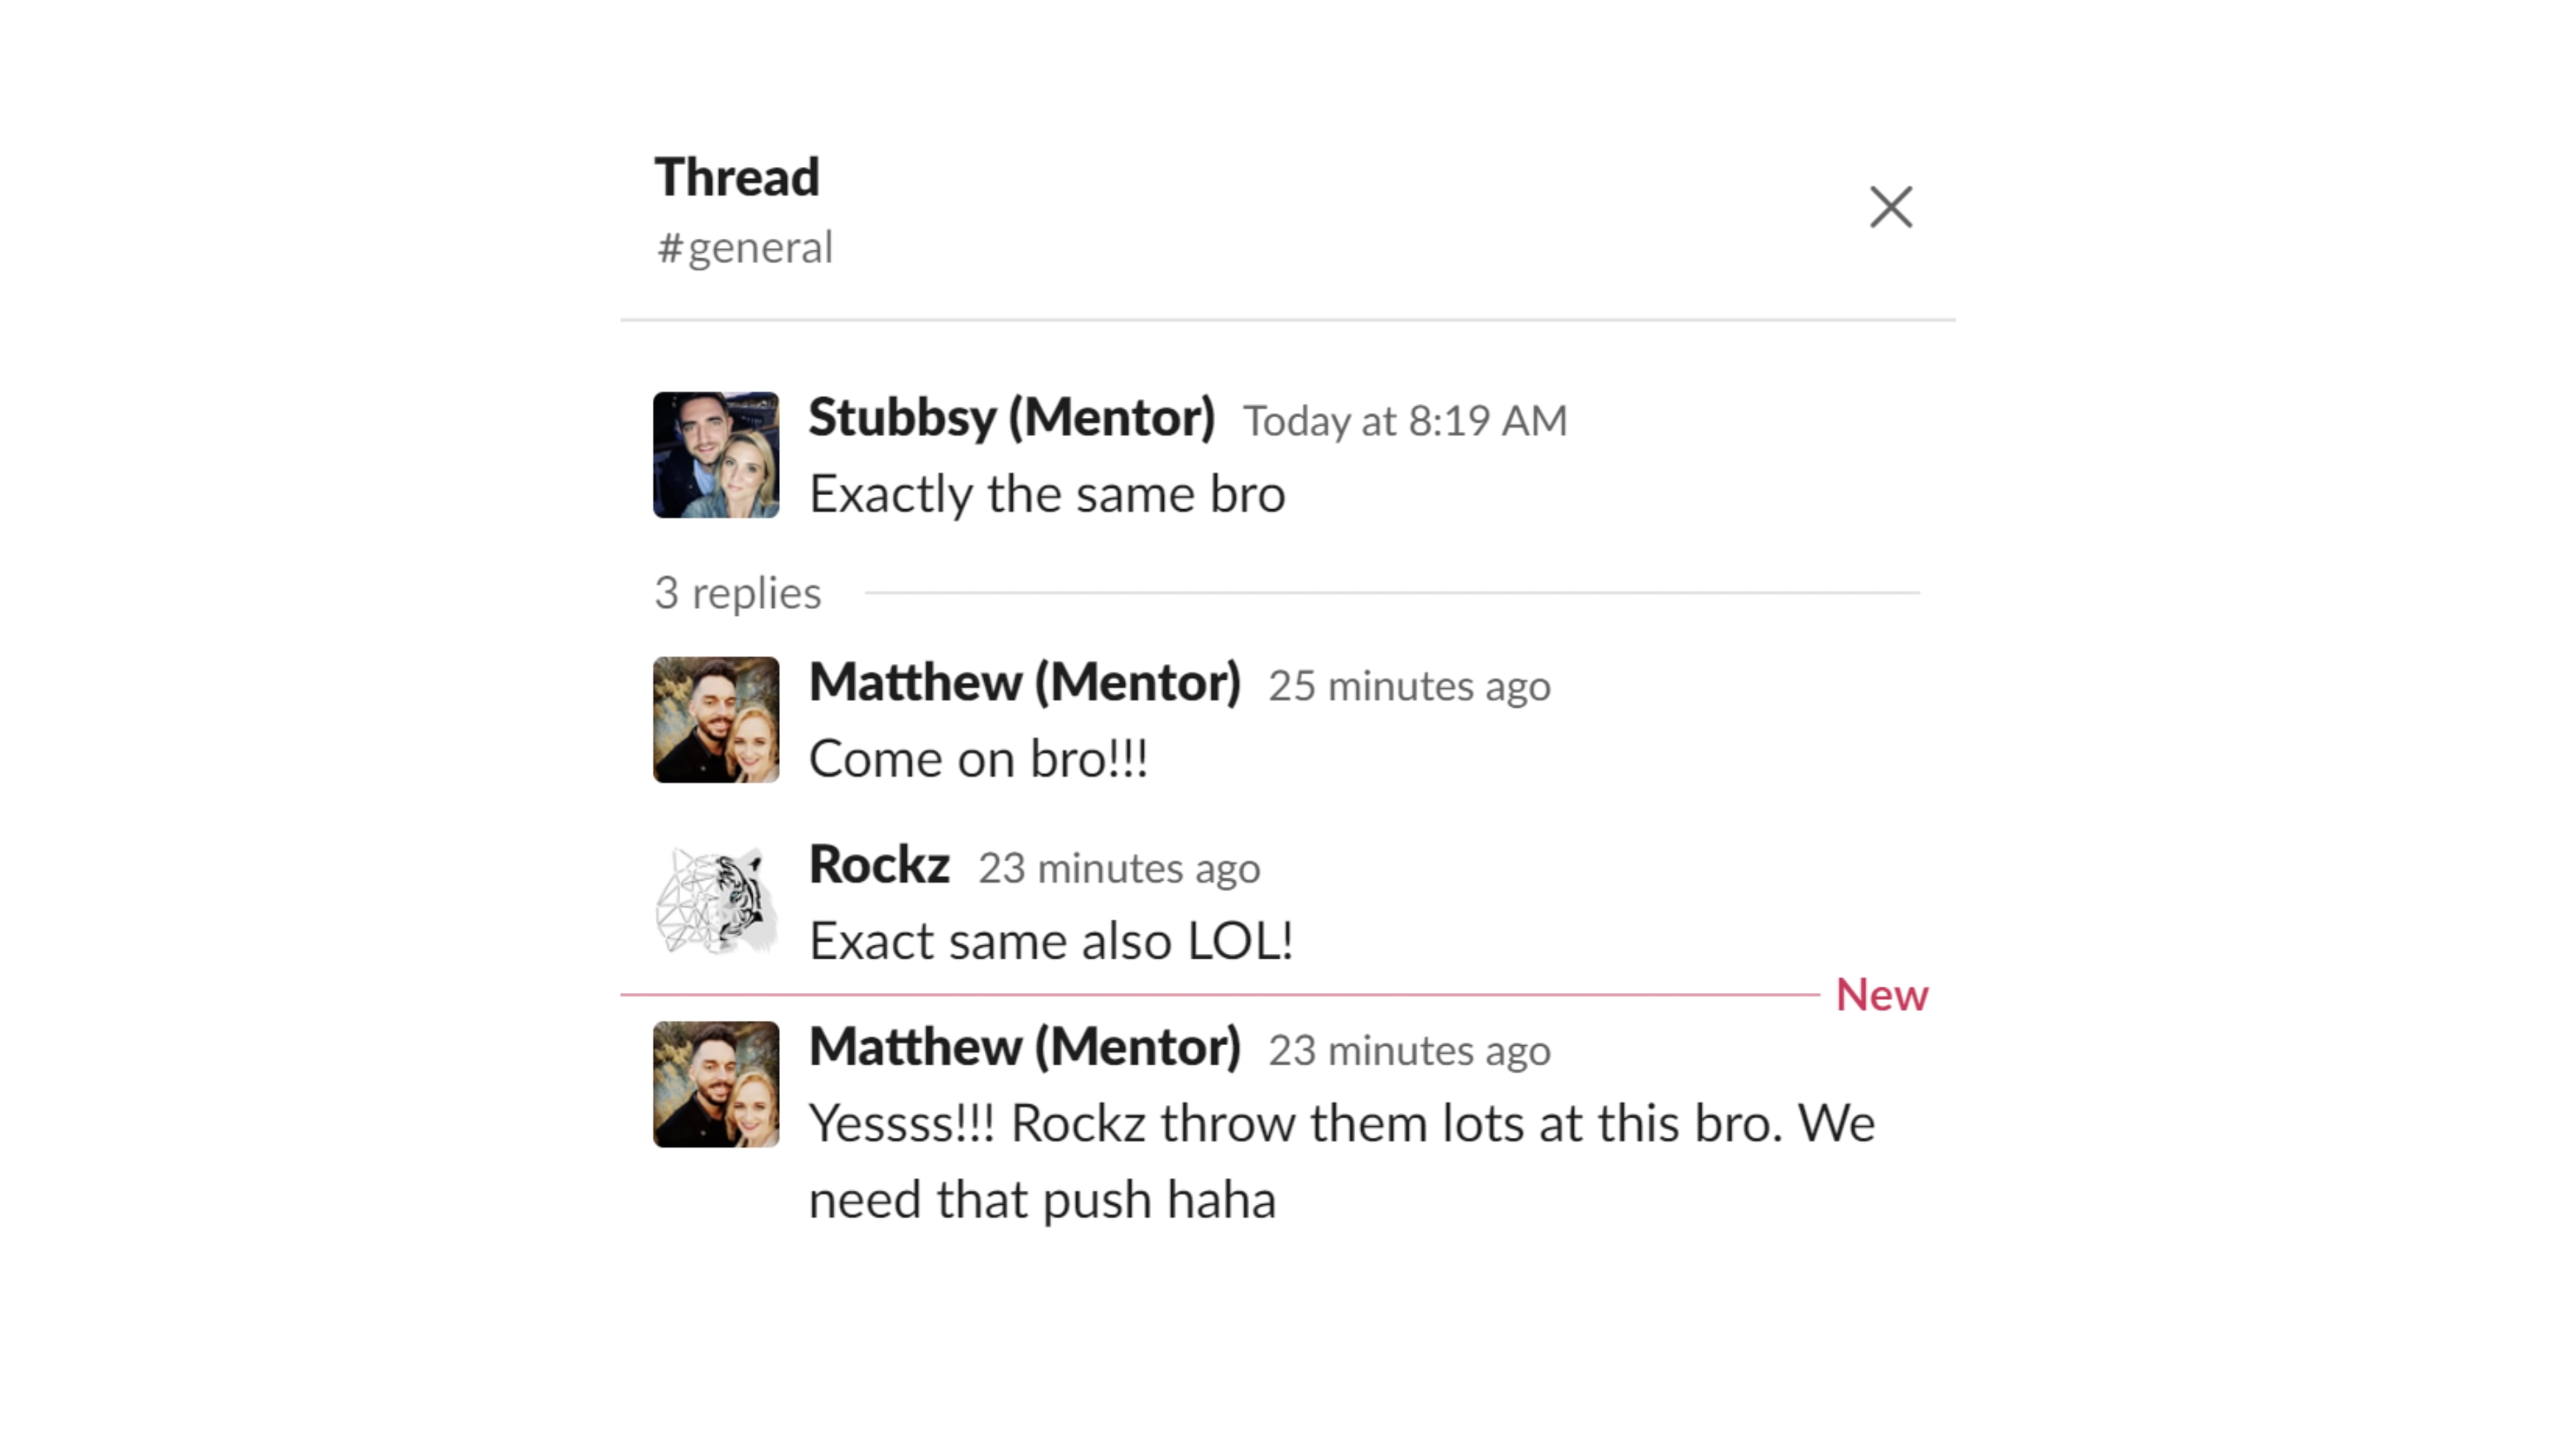 Thread
#general
Stubbsy (Mentor) Today at 8:19 AM
Exactly the same bro
3 replies
Matthew (Mentor) 25 minutes ago
Come on bro!!!
Rockz 23 minutes ago
Exact same also LOL!
New
Matthew (Mentor) 23 minutes ago
Yessss!!! Rockz throw them lots at this bro. We
need that push haha